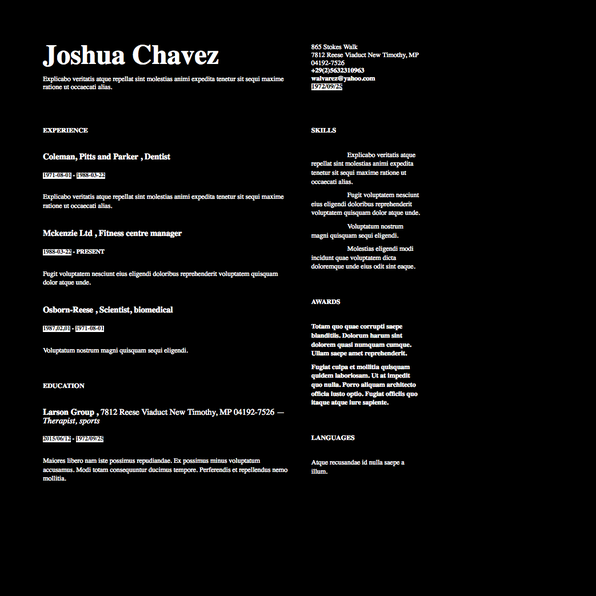 Joshua Chavez
Explicabo veritatis atque repellat sint molestias animi expedita tenetur sit sequi maxime
ratione ut occaecati alias.
865 Stokes Walk
7812 Reese Viaduct New Timothy, MP
04192-7526
+29(2)5632310963
walvarez@yahoo.com
1972/09/25
EXPERIENCE
Coleman, Pitts and Parker , Dentist
1971-08-01 - 1988-03-22
Explicabo veritatis atque repellat sint molestias animi expedita tenetur sit sequi maxime
ratione ut occaecati alias.
Mckenzie Ltd , Fitness centre manager
1988-03-22 - PRESENT
Fugit voluptatem nesciunt eius eligendi doloribus reprehenderit voluptatem quisquam
dolor atque unde.
Osborn-Reese , Scientist, biomedical
1987.02.01 - 1971-08-01
Voluptatum nostrum magni quisquam sequi eligendi.
EDUCATION
Larson Group , 7812 Reese Viaduct New Timothy, MP 04192-7526 —
Therapist, sports
2015/06/12 - 1972/09/25
Maiores libero nam iste possimus repudiandae. Ex possimus minus voluptatum
accusamus. Modi totam consequuntur ducimus tempore. Perferendis et repellendus nemo
mollitia.
SKILLS
Explicabo veritatis atque
repellat sint molestias animi expedita
tenetur sit sequi maxime ratione ut
occaecati alias.
Fugit voluptatem nesciunt
eius eligendi doloribus reprehenderit
voluptatem quisquam dolor atque unde.
Voluptatum nostrum
magni quisquam sequi eligendi.
Molestias eligendi modi
incidunt quae voluptatem dicta
doloremque unde eius odit sint eaque.
AWARDS
Totam quo quae corrupti saepe
blanditiis. Dolorum harum sint
dolorem quasi numquam cumque.
Ullam saepe amet reprehenderit.
Fugiat culpa et mollitia quisquam
quidem laboriosam. Ut at impedit
quo nulla. Porro aliquam architecto
officia iusto optio. Fugiat officiis quo
itaque atque iure sapiente.
LANGUAGES
Atque recusandae id nulla saepe a
illum.